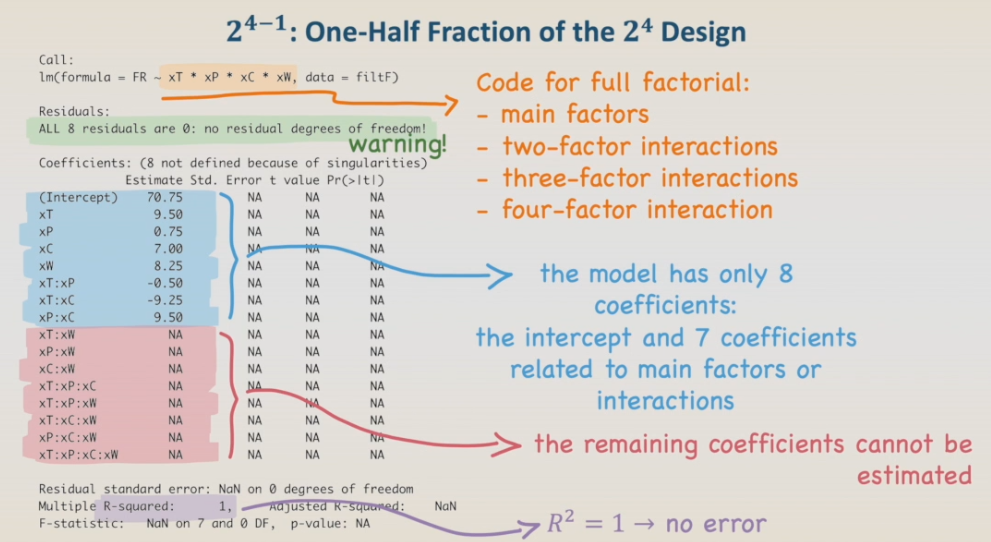 2⁴⁻¹: One-Half Fraction of the 2⁴ Design
Call:
lm(formula = FR ~ xT * xP * xC * xW, data = filtF)
Residuals:
ALL 8 residuals are 0: no residual degrees of freedom!
warning!
Coefficients: (8 not defined because of singularities)
Estimate Std. Error t value Pr(>|t|)
(Intercept) 70.75 NA NA NA
xT 9.50 NA NA NA
xP 0.75 NA NA NA
xC 7.00 NA NA NA
xW 8.25 NA NA NA
xT:xP -0.50 NA NA NA
xT:xC -9.25 NA NA NA
xP:xC 9.50 NA NA NA
xT:xW NA NA NA NA
xP:xW NA NA NA NA
xC:xW NA NA NA NA
xT:xP:xC NA NA NA NA
xT:xP:xW NA NA NA NA
xT:xC:xW NA NA NA NA
xP:xC:xW NA NA NA NA
xT:xP:xC:xW NA NA NA NA
Residual standard error: NaN on 0 degrees of freedom
Multiple R-squared: 1, Adjusted R-squared: NaN
F-statistic: NaN on 7 and 0 DF, p-value: NA
Code for full factorial:
- main factors
- two-factor interactions
- three-factor interactions
- four-factor interaction
the model has only 8
coefficients:
the intercept and 7 coefficients
related to main factors or
interactions
the remaining coefficients cannot be
estimated
R² = 1 → no error